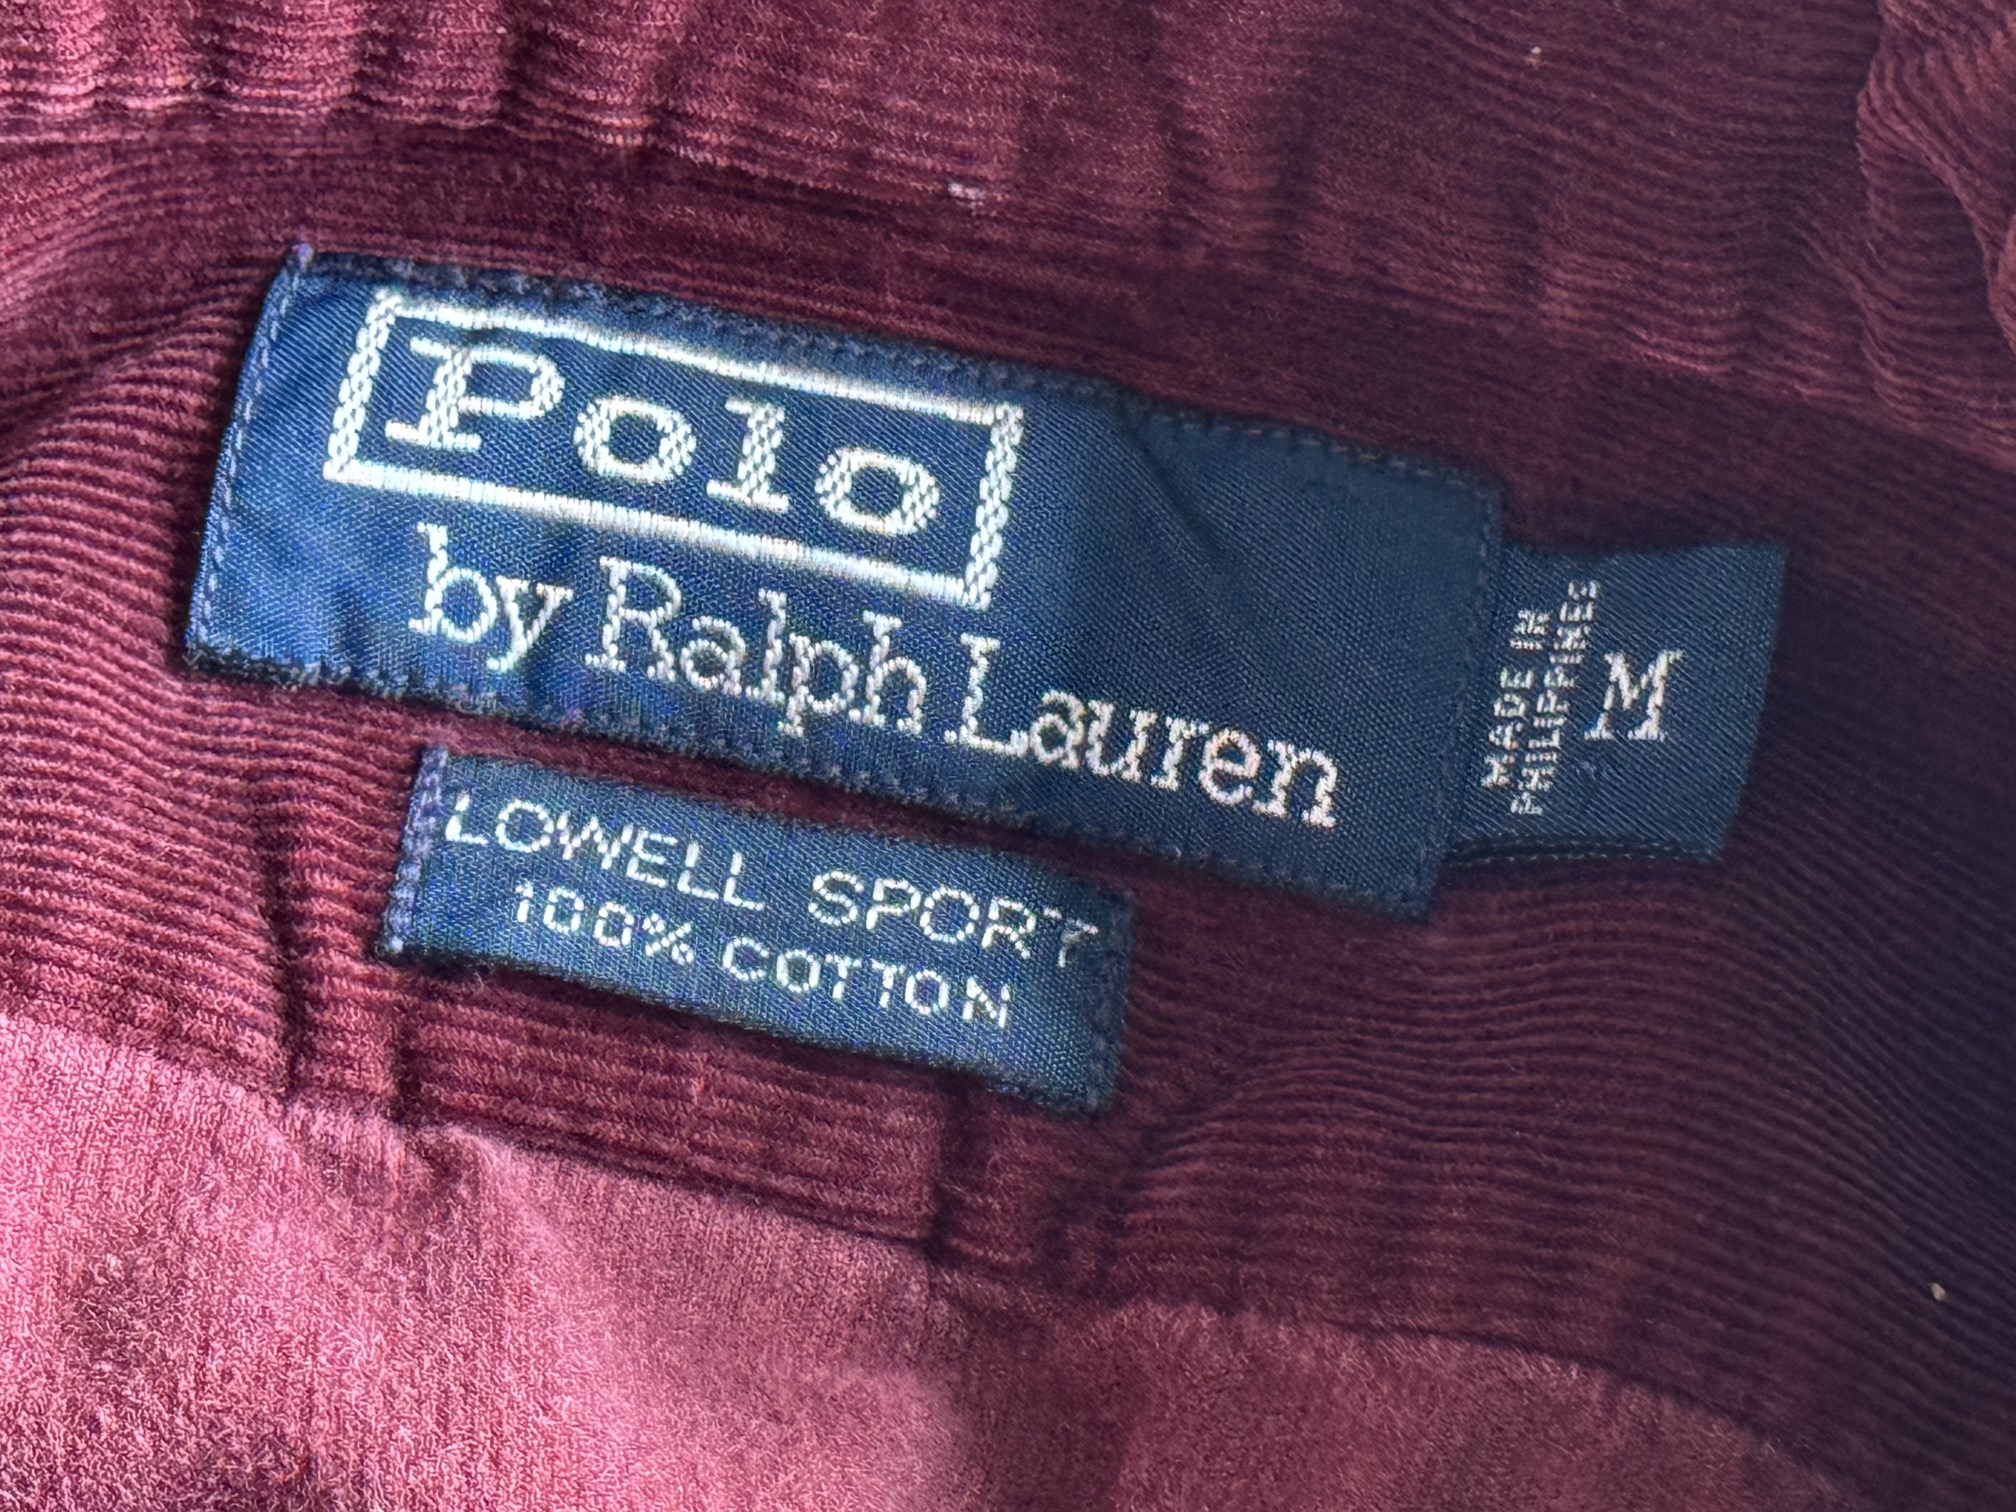 Polo
by Ralph Lauren
MADE IN
PHILIPPINES
M
LOWELL SPORT
100% COTTON